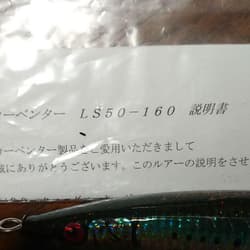 ーペンター　ＬＳ５０－１６０　説明書
ーペンター製品をご愛用いただきまして
にありがとうございます。このルアーの説明をさせ